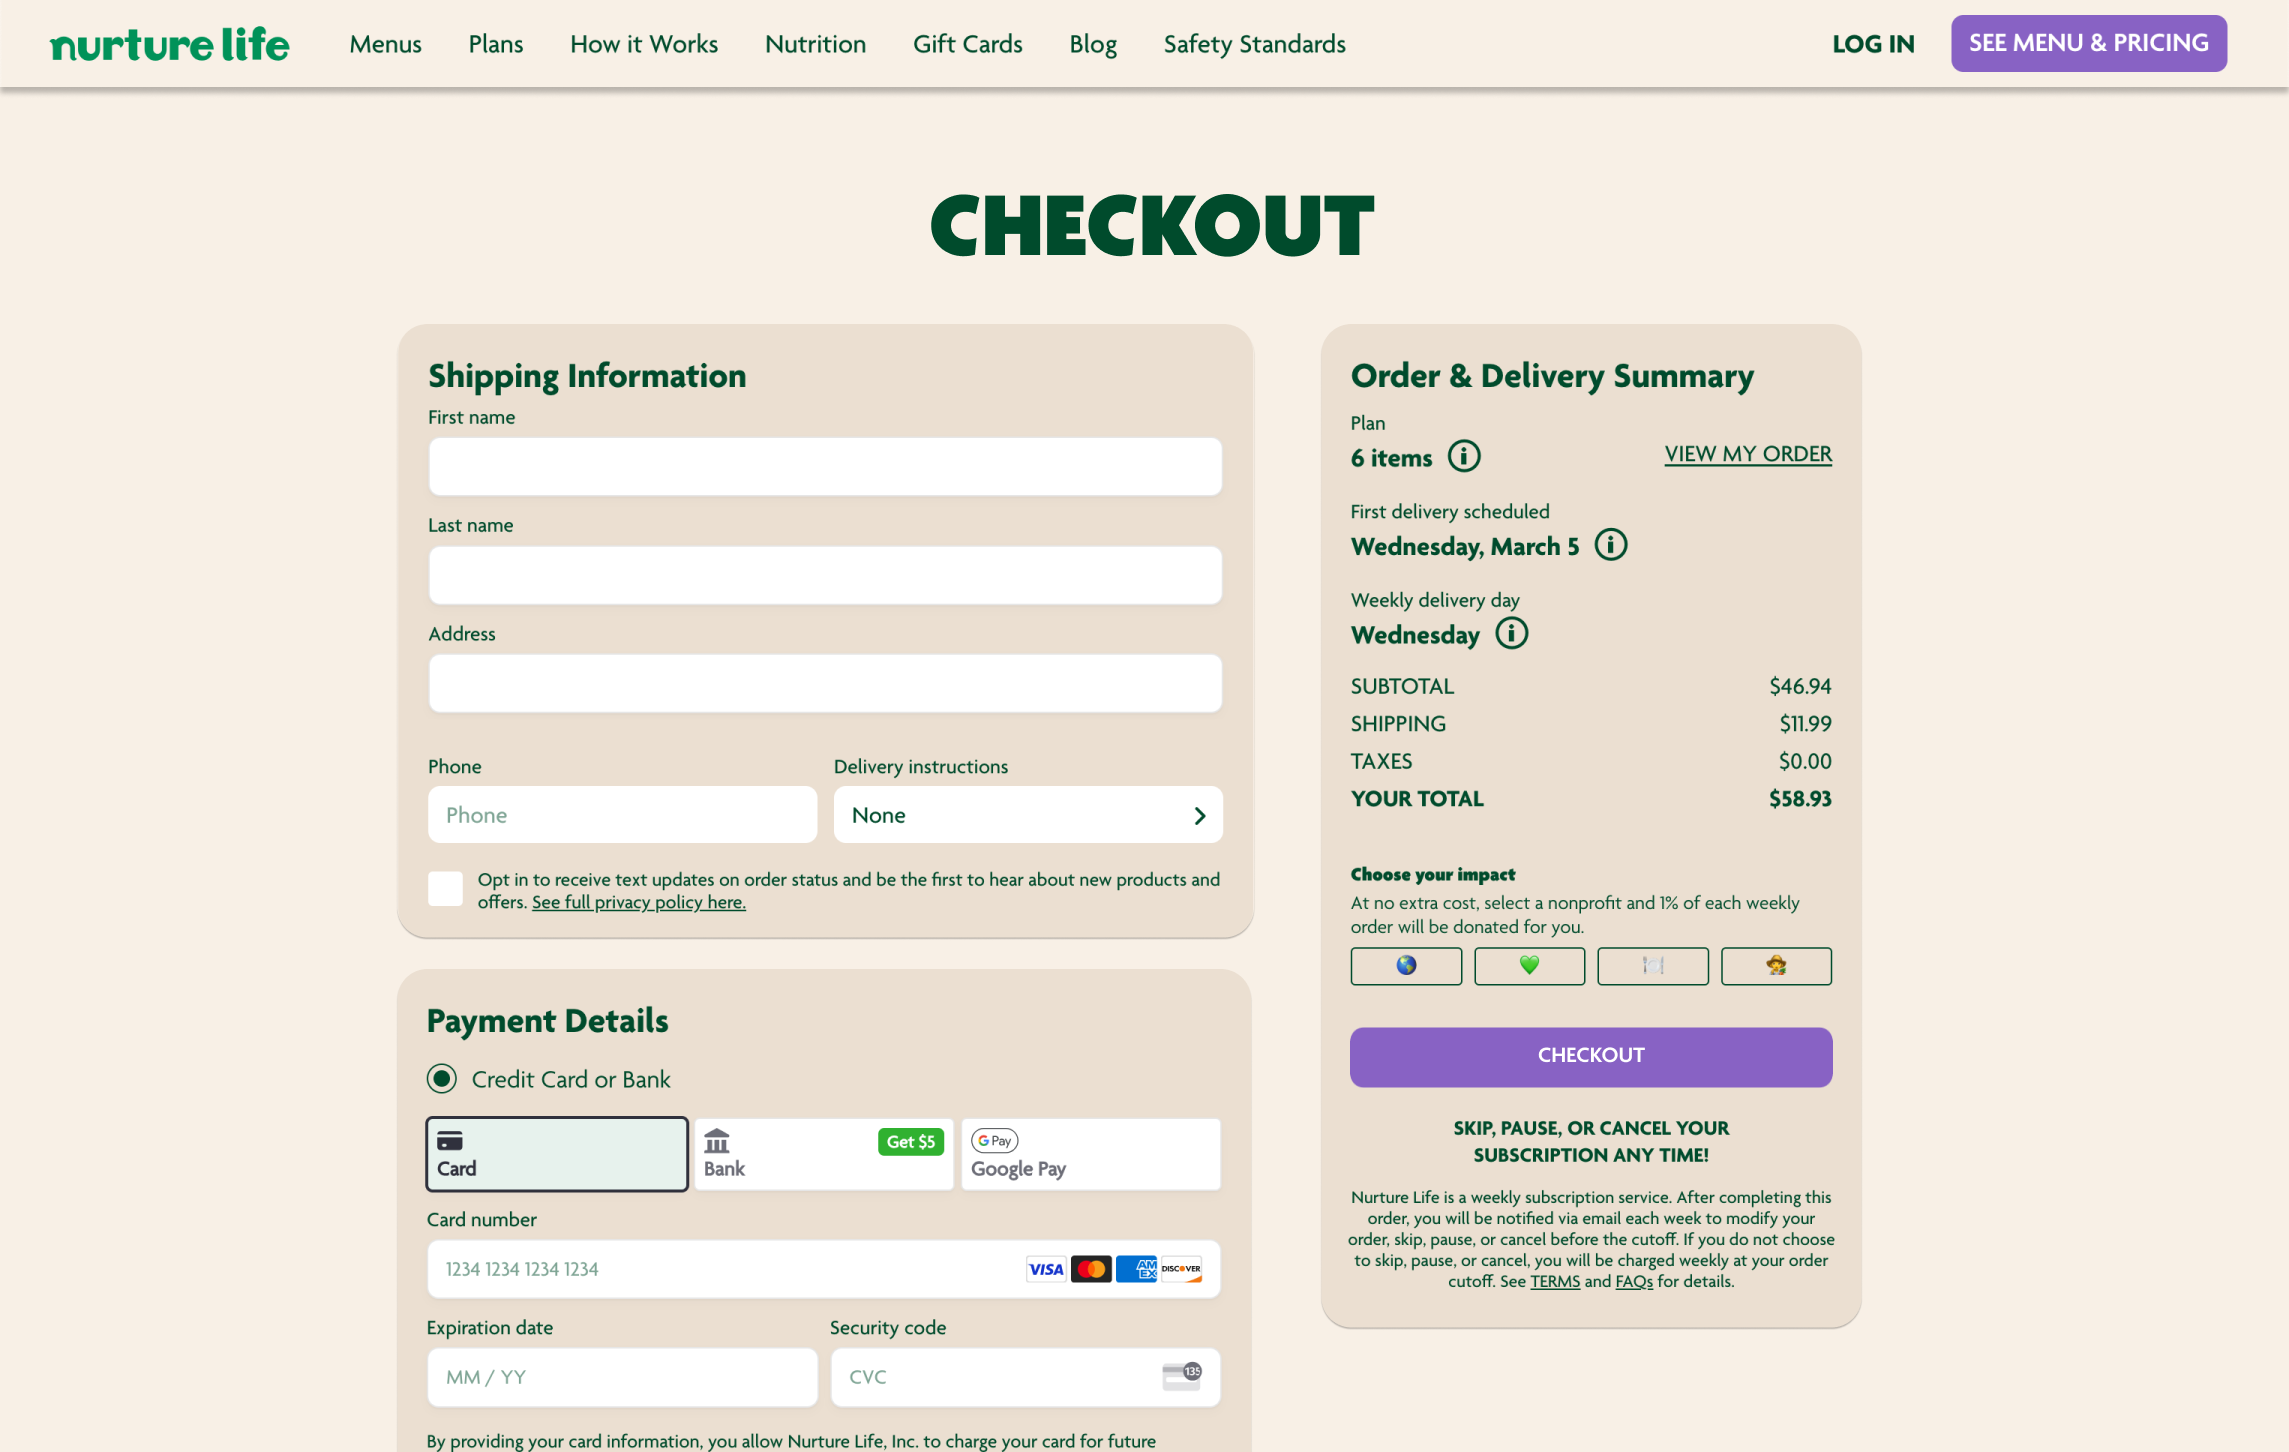 nurture life
Menus
Plans
How it Works
Nutrition
Gift Cards
Blog
Safety Standards
LOG IN
SEE MENU & PRICING
CHECKOUT
Shipping Information
First name
Last name
Address
Phone
Delivery instructions
Phone
None
Opt in to receive text updates on order status and be the first to hear about new products and
offers. See full privacy policy here.
Payment Details
Credit Card or Bank
Card
Bank
Get $5
G Pay
Google Pay
Card number
1234 1234 1234 1234
VISA
AM
EX
DISCOVER
Expiration date
Security code
MM / YY
CVC
135
By providing your card information, you allow Nurture Life, Inc. to charge your card for future
Order & Delivery Summary
Plan
6 items
VIEW MY ORDER
First delivery scheduled
Wednesday, March 5
Weekly delivery day
Wednesday
SUBTOTAL $46.94
SHIPPING $11.99
TAXES $0.00
YOUR TOTAL $58.93
Choose your impact
At no extra cost, select a nonprofit and 1% of each weekly
order will be donated for you.
CHECKOUT
SKIP, PAUSE, OR CANCEL YOUR
SUBSCRIPTION ANY TIME!
Nurture Life is a weekly subscription service. After completing this
order, you will be notified via email each week to modify your
order, skip, pause, or cancel before the cutoff. If you do not choose
to skip, pause, or cancel, you will be charged weekly at your order
cutoff. See TERMS and FAQs for details.